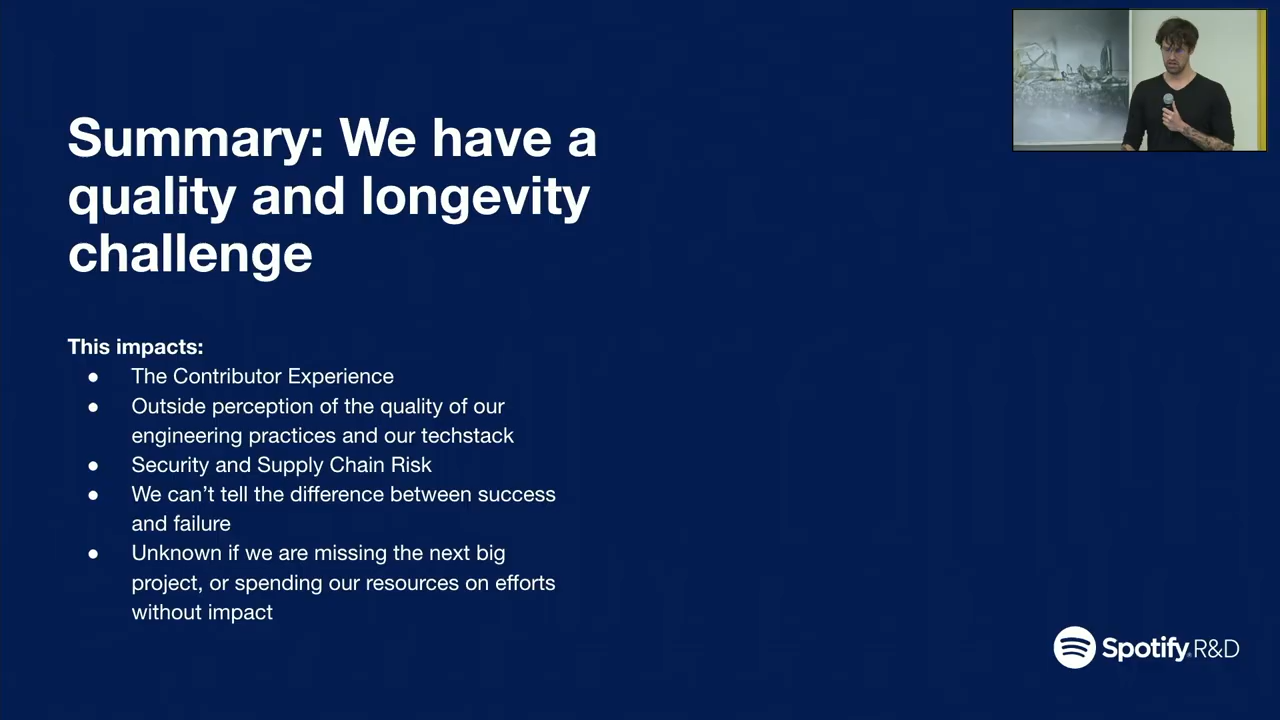 Summary: We have a
quality and longevity
challenge
This impacts:
● The Contributor Experience
● Outside perception of the quality of our
engineering practices and our techstack
● Security and Supply Chain Risk
● We can’t tell the difference between success
and failure
● Unknown if we are missing the next big
project, or spending our resources on efforts
without impact
Spotify R&D